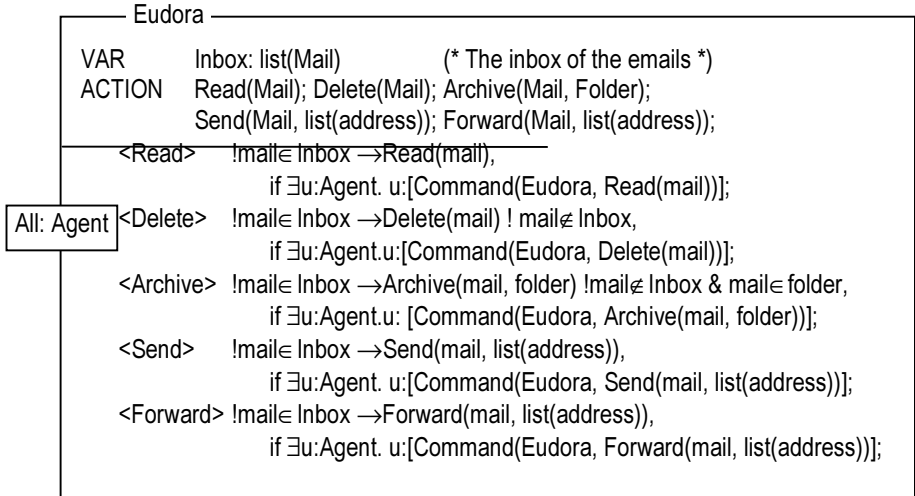 Eudora
VAR Inbox: list(Mail) (* The inbox of the emails *)
ACTION Read(Mail); Delete(Mail); Archive(Mail, Folder);
Send(Mail, list(address)); Forward(Mail, list(address));
<Read> !mail∈ Inbox →Read(mail),
if ∃u:Agent. u:[Command(Eudora, Read(mail))];
All: Agent
<Delete> !mail∈ Inbox →Delete(mail) ! mail∉ Inbox,
if ∃u:Agent.u:[Command(Eudora, Delete(mail))];
<Archive> !mail∈ Inbox →Archive(mail, folder) !mail∉ Inbox & mail∈ folder,
if ∃u:Agent.u: [Command(Eudora, Archive(mail, folder))];
<Send> !mail∈ Inbox →Send(mail, list(address)),
if ∃u:Agent. u:[Command(Eudora, Send(mail, list(address))];
<Forward> !mail∈ Inbox →Forward(mail, list(address)),
if ∃u:Agent. u:[Command(Eudora, Forward(mail, list(address))];